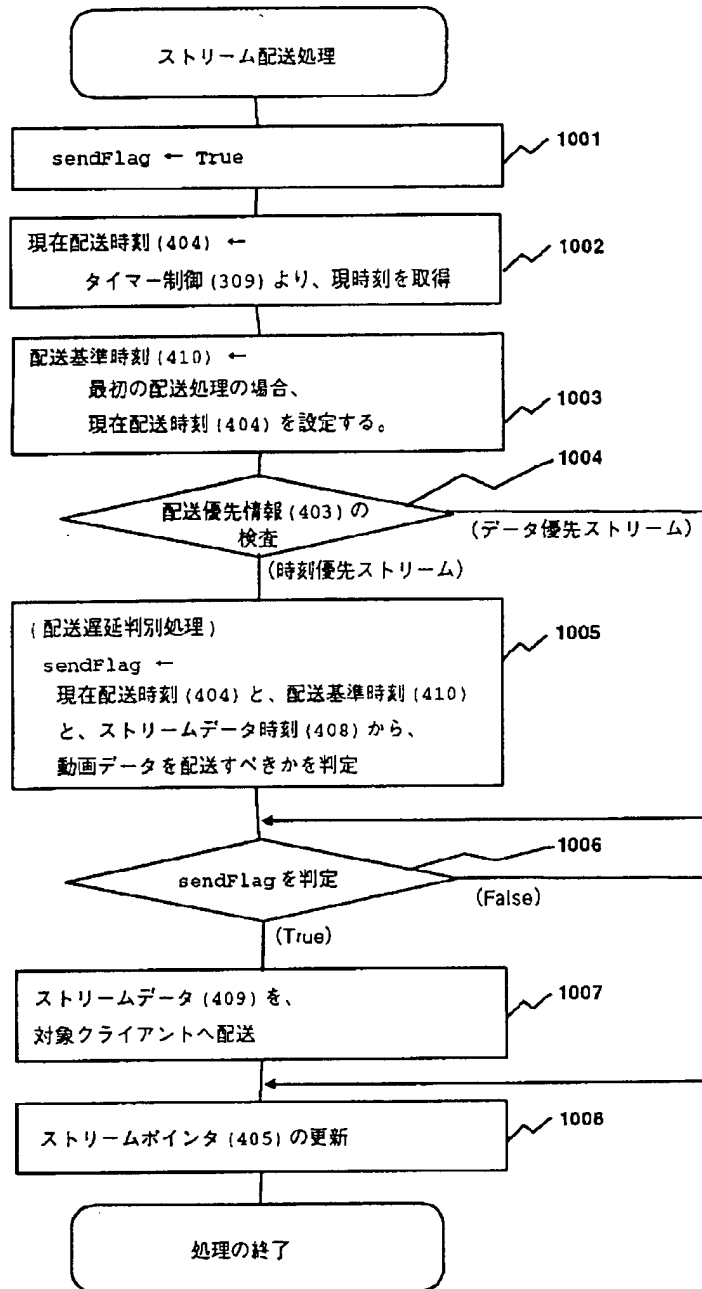 ストリーム配送処理
sendFlag ← True
1001
現在配送時刻(404) ←
タイマー制御(309)より、現時刻を取得
1002
配送基準時刻(410) ←
最初の配送処理の場合、
現在配送時刻(404)を設定する。
1003
1004
配送優先情報(403)の
検査
(データ優先ストリーム)
(時刻優先ストリーム)
(配送遅延判別処理)
sendFlag ←
現在配送時刻(404)と、配送基準時刻(410)
と、ストリームデータ時刻(408)から、
動画データを配送すべきかを判定
1005
1006
sendFlagを判定
(False)
(True)
ストリームデータ(409)を、
対象クライアントへ配送
1007
ストリームポインタ(405)の更新
1008
処理の終了